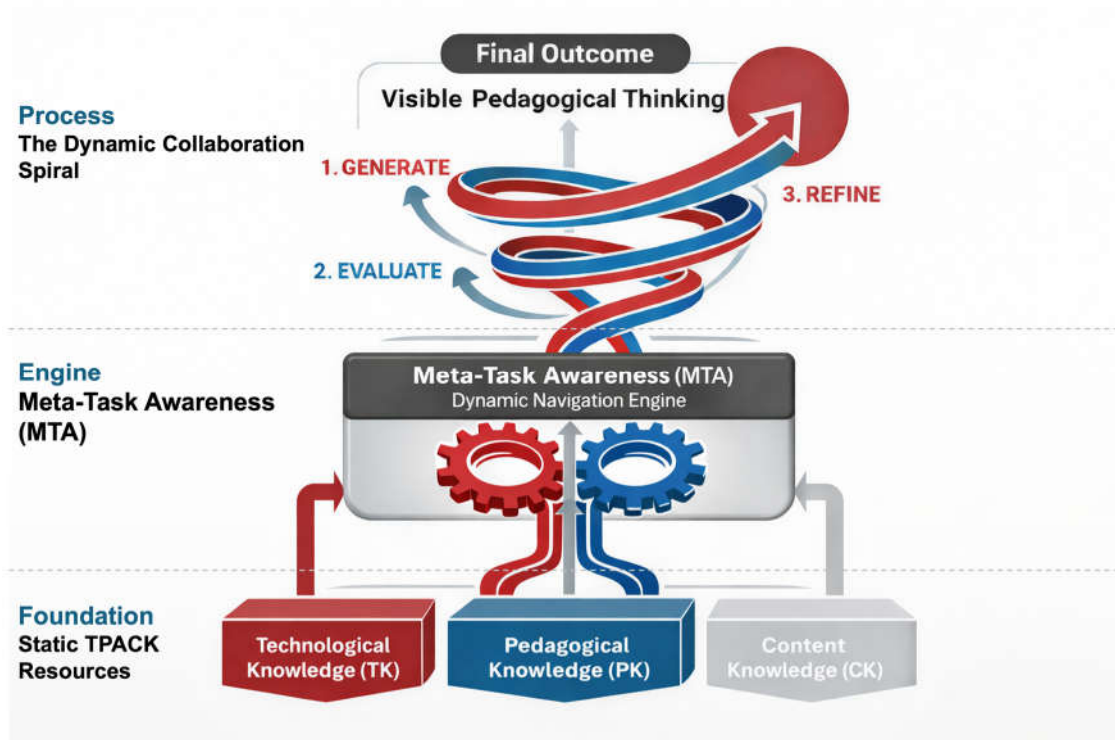 Final Outcome
Visible Pedagogical Thinking
Process
The Dynamic Collaboration
Spiral
1. GENERATE
3. REFINE
2. EVALUATE
Engine
Meta-Task Awareness
(MTA)
Meta-Task Awareness (MTA)
Dynamic Navigation Engine
Foundation
Static TPACK
Resources
Technological
Knowledge (TK)
Pedagogical
Knowledge (PK)
Content
Knowledge (CK)